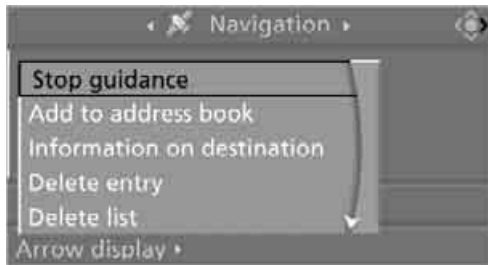 Navigation
Stop guidance
Add to address book
Information on destination
Delete entry
Delete list
Arrow display